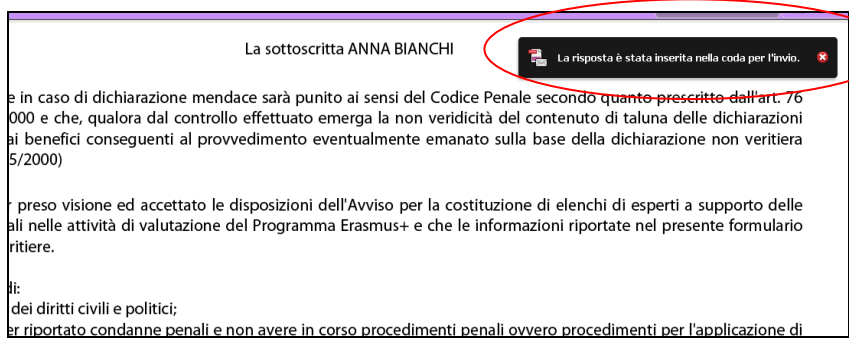 La sottoscritta ANNA BIANCHI
La risposta è stata inserita nella coda per l'invio.
e in caso di dichiarazione mendace sarà punito ai sensi del Codice Penale secondo quanto prescritto dall'art. 76
000 e che, qualora dal controllo effettuato emerga la non veridicità del contenuto di taluna delle dichiarazioni
ai benefici conseguenti al provvedimento eventualmente emanato sulla base della dichiarazione non veritiera
5/2000)
r preso visione ed accettato le disposizioni dell'Avviso per la costituzione di elenchi di esperti a supporto delle
ali nelle attività di valutazione del Programma Erasmus+ e che le informazioni riportate nel presente formulario
ritiere.
di:
dei diritti civili e politici;
er riportato condanne penali e non avere in corso procedimenti penali ovvero procedimenti per l'applicazione di